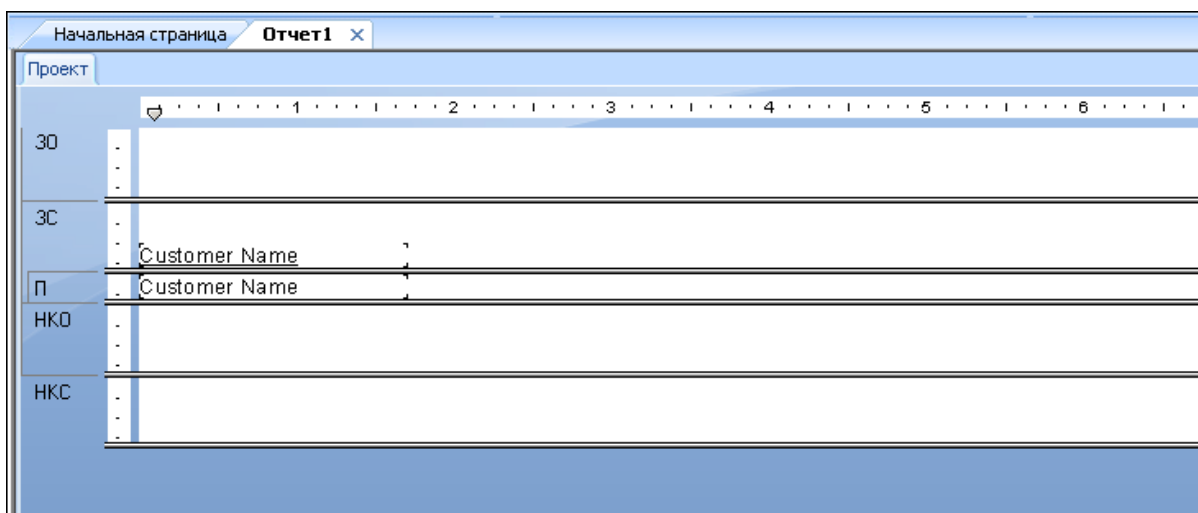 Начальная страница Отчет1
Проект
1 2 3 4 5 6
ЗО
ЗС
Customer Name
П Customer Name
НКО
НКС